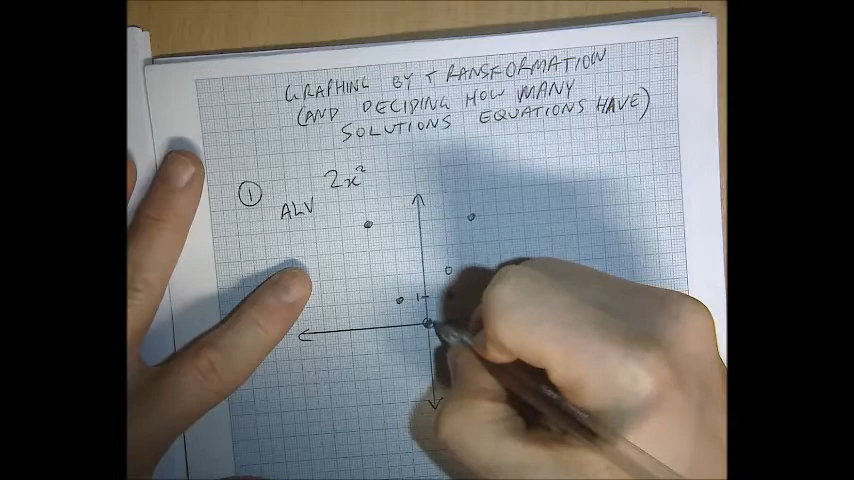 GRAPHING BY TRANSFORMATION
(AND DECIDING HOW MANY
SOLUTIONS EQUATIONS HAVE)
① 2x²
ALV
1